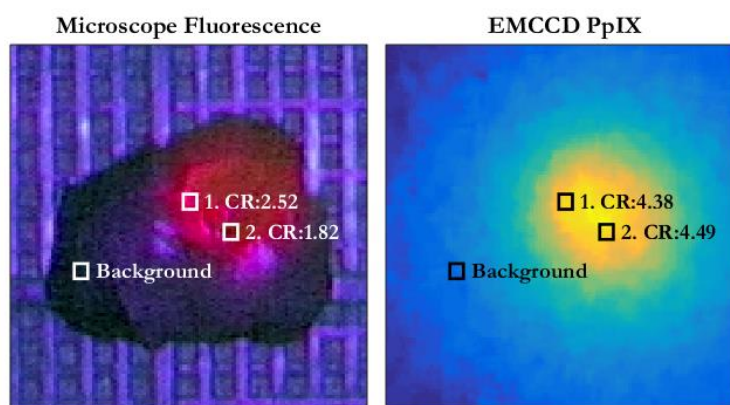 Microscope Fluorescence
1. CR:2.52
2. CR:1.82
Background
EMCCD PpIX
1. CR:4.38
2. CR:4.49
Background